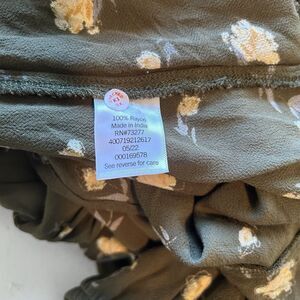 100% Rayon
Made in India
RN#73277
400719212617
05/22
000169578
See reverse for care